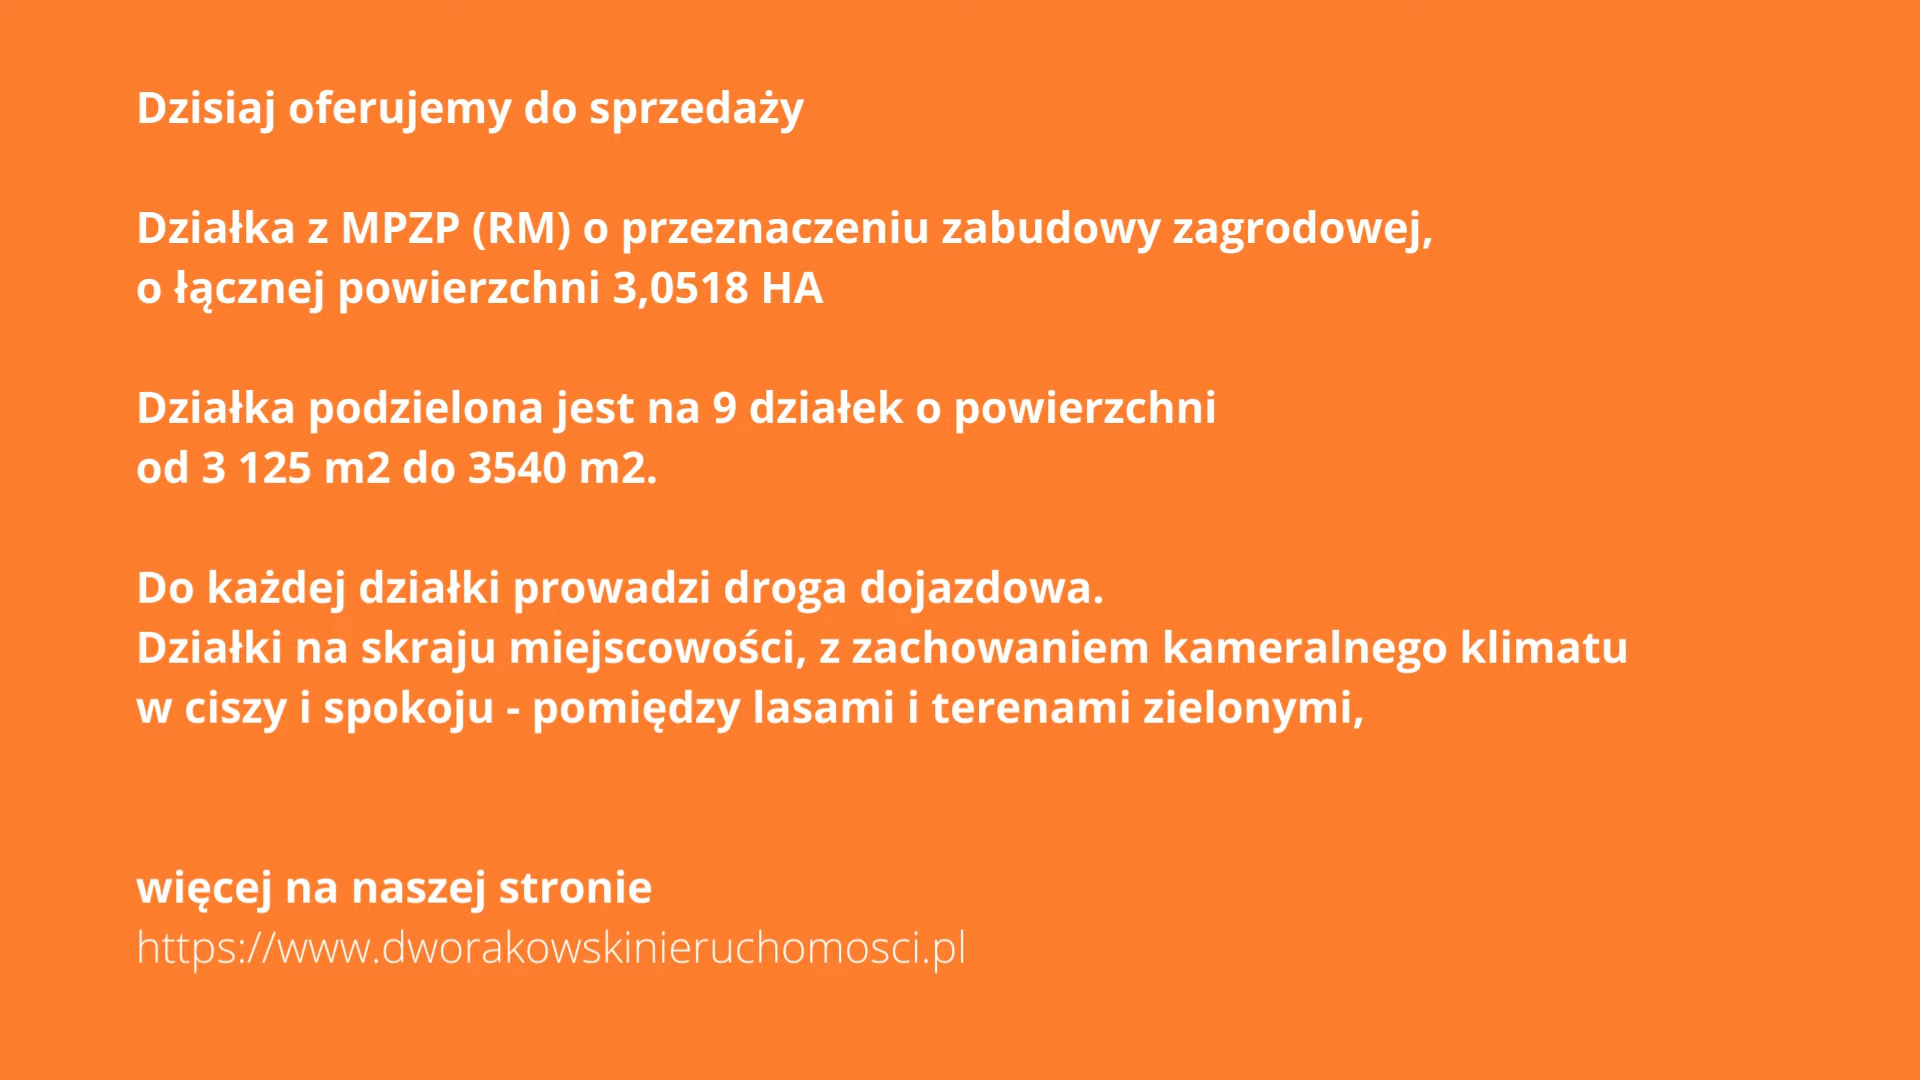 Dzisiaj oferujemy do sprzedaży
Działka z MPZP (RM) o przeznaczeniu zabudowy zagrodowej,
o łącznej powierzchni 3,0518 HA
Działka podzielona jest na 9 działek o powierzchni
od 3 125 m2 do 3540 m2.
Do każdej działki prowadzi droga dojazdowa.
Działki na skraju miejscowości, z zachowaniem kameralnego klimatu
w ciszy i spokoju - pomiędzy lasami i terenami zielonymi,
więcej na naszej stronie
https://www.dworakowskinieruchomosci.pl